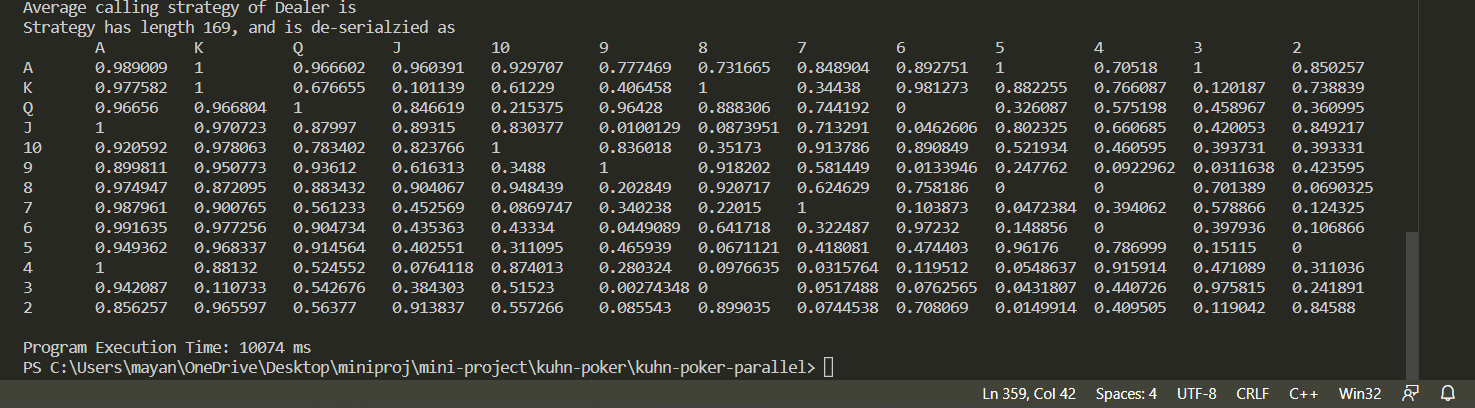 Average calling strategy of Dealer is
Strategy has length 169, and is de-serialzied as
A K Q J 10 9 8 7 6 5 4 3 2
A 0.989009 1 0.966602 0.960391 0.929707 0.777469 0.731665 0.848904 0.892751 1 0.70518 1 0.850257
K 0.977582 1 0.676655 0.101139 0.61229 0.406458 1 0.34438 0.981273 0.882255 0.766087 0.120187 0.738839
Q 0.96656 0.966804 1 0.846619 0.215375 0.96428 0.888306 0.744192 0 0.326087 0.575198 0.458967 0.360995
J 1 0.970723 0.87997 0.89315 0.830377 0.0100129 0.0873951 0.713291 0.0462606 0.802325 0.660685 0.420053 0.849217
10 0.920592 0.978063 0.783402 0.823766 1 0.836018 0.35173 0.913786 0.890849 0.521934 0.460595 0.393731 0.393331
9 0.899811 0.950773 0.93612 0.616313 0.3488 1 0.918202 0.581449 0.0133946 0.247762 0.0922962 0.0311638 0.423595
8 0.974947 0.872095 0.883432 0.904067 0.948439 0.202849 0.920717 0.624629 0.758186 0 0 0.701389 0.0690325
7 0.987961 0.900765 0.561233 0.452569 0.0869747 0.340238 0.22015 1 0.103873 0.0472384 0.394062 0.578866 0.124325
6 0.991635 0.977256 0.904734 0.435363 0.43334 0.0449089 0.641718 0.322487 0.97232 0.148856 0 0.397936 0.106866
5 0.949362 0.968337 0.914564 0.402551 0.311095 0.465939 0.0671121 0.418081 0.474403 0.96176 0.786999 0.15115 0
4 1 0.88132 0.524552 0.0764118 0.874013 0.280324 0.0976635 0.0315764 0.119512 0.0548637 0.915914 0.471089 0.311036
3 0.942087 0.110733 0.542676 0.384303 0.51523 0.00274348 0 0.0517488 0.0762565 0.0431807 0.440726 0.975815 0.241891
2 0.856257 0.965597 0.56377 0.913837 0.557266 0.085543 0.899035 0.0744538 0.708069 0.0149914 0.409505 0.119042 0.84588
Program Execution Time: 10074 ms
PS C:\Users\mayan\OneDrive\Desktop\miniproj\mini-project\kuhn-poker\kuhn-poker-parallel>
Ln 359, Col 42 Spaces: 4 UTF-8 CRLF C++ Win32